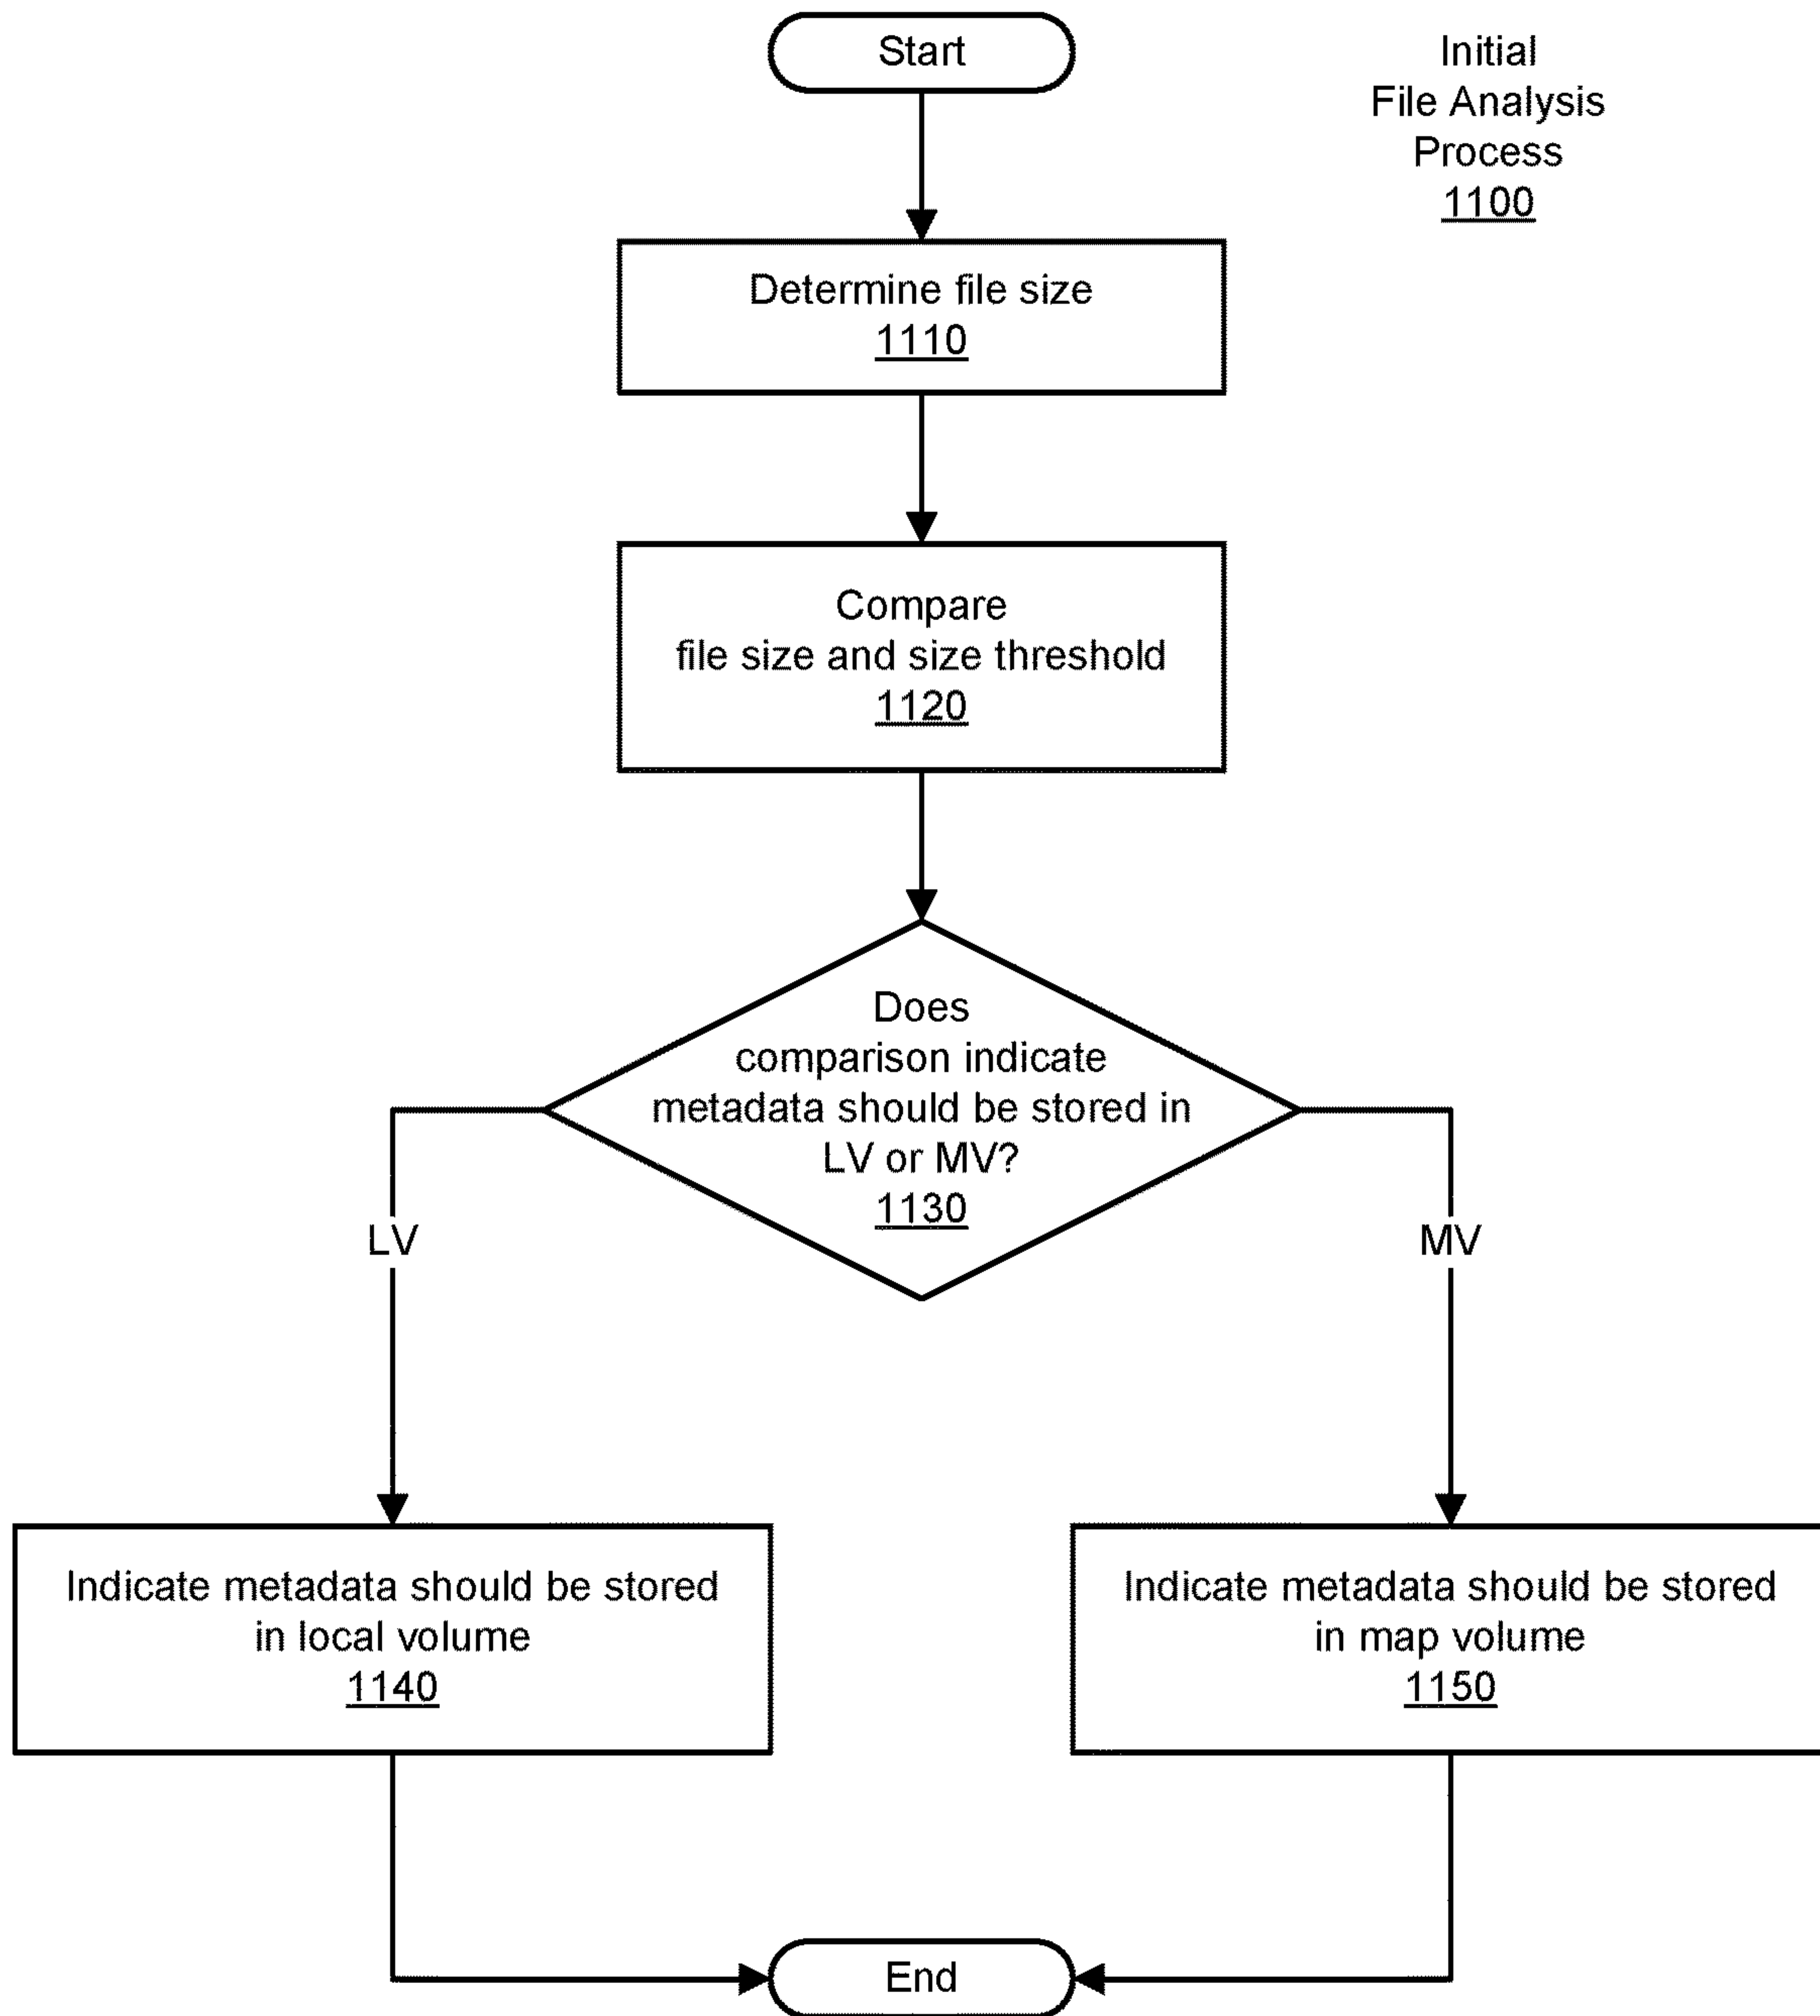 Start
Initial
File Analysis
Process
1100
Determine file size
1110
Compare
file size and size threshold
1120
Does
comparison indicate
metadata should be stored in
LV or MV?
1130
LV
MV
Indicate metadata should be stored
in local volume
1140
Indicate metadata should be stored
in map volume
1150
End